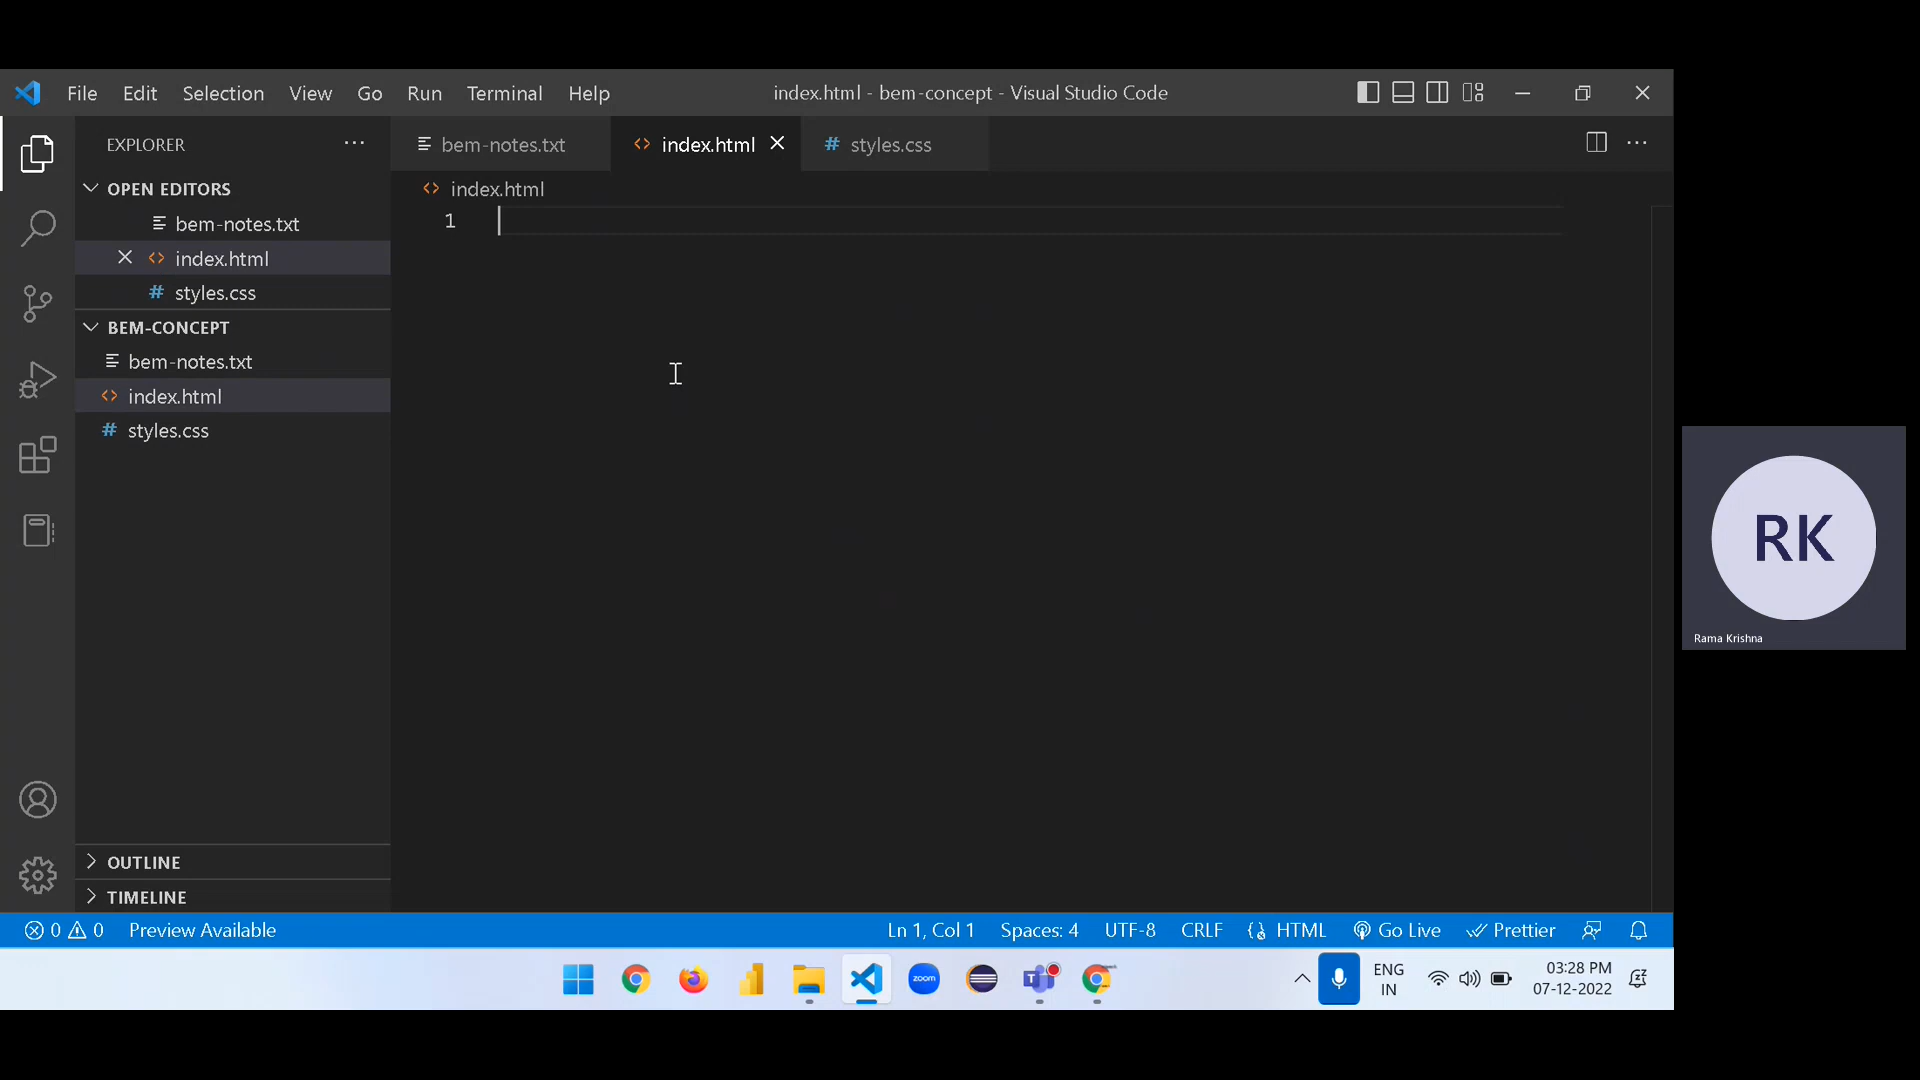 File Edit Selection View Go Run Terminal Help index.html - bem-concept - Visual Studio Code
EXPLORER
bem-notes.txt index.html styles.css
OPEN EDITORS
bem-notes.txt
index.html
styles.css
BEM-CONCEPT
bem-notes.txt
index.html
styles.css
OUTLINE
TIMELINE
index.html
1
0 0 Preview Available Ln 1, Col 1 Spaces: 4 UTF-8 CRLF HTML Go Live Prettier
zoom
T
ENG
IN
03:28 PM
07-12-2022
RK
Rama Krishna